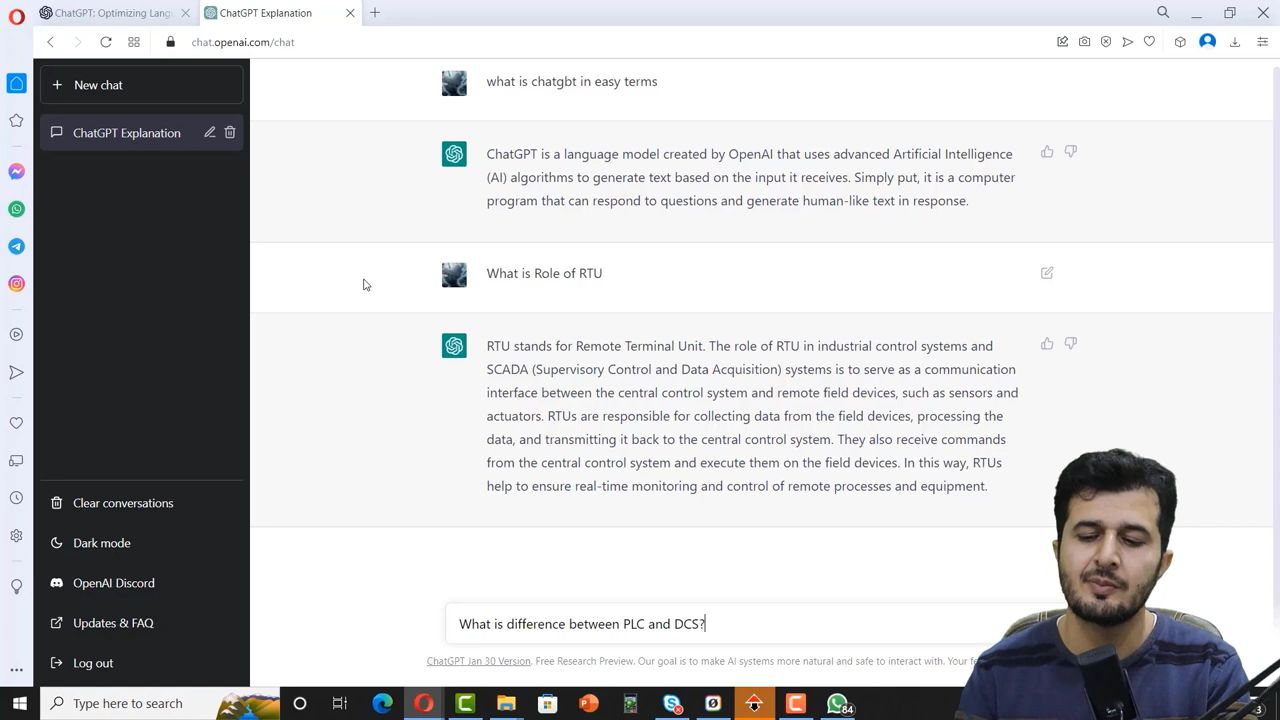 ChatGPT: Optimizing Lang
ChatGPT Explanation
chat.openai.com/chat
New chat
ChatGPT Explanation
Clear conversations
Dark mode
OpenAI Discord
Updates & FAQ
Log out
what is chatgbt in easy terms
ChatGPT is a language model created by OpenAI that uses advanced Artificial Intelligence
(AI) algorithms to generate text based on the input it receives. Simply put, it is a computer
program that can respond to questions and generate human-like text in response.
What is Role of RTU
RTU stands for Remote Terminal Unit. The role of RTU in industrial control systems and
SCADA (Supervisory Control and Data Acquisition) systems is to serve as a communication
interface between the central control system and remote field devices, such as sensors and
actuators. RTUs are responsible for collecting data from the field devices, processing the
data, and transmitting it back to the central control system. They also receive commands
from the central control system and execute them on the field devices. In this way, RTUs
help to ensure real-time monitoring and control of remote processes and equipment.
What is difference between PLC and DCS?
ChatGPT Jan 30 Version. Free Research Preview. Our goal is to make AI systems more natural and safe to interact with. Your fe
Type here to search
84
3